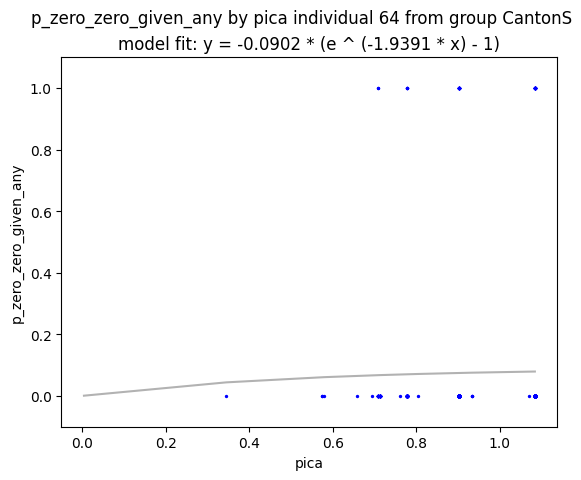 p_zero_zero_given_any by pica individual 64 from group CantonS
model fit: y = -0.0902 * (e ^ (-1.9391 * x) - 1)
p_zero_zero_given_any
1.0
0.8
0.6
0.4
0.2
0.0
0.0 0.2 0.4 0.6 0.8 1.0
pica